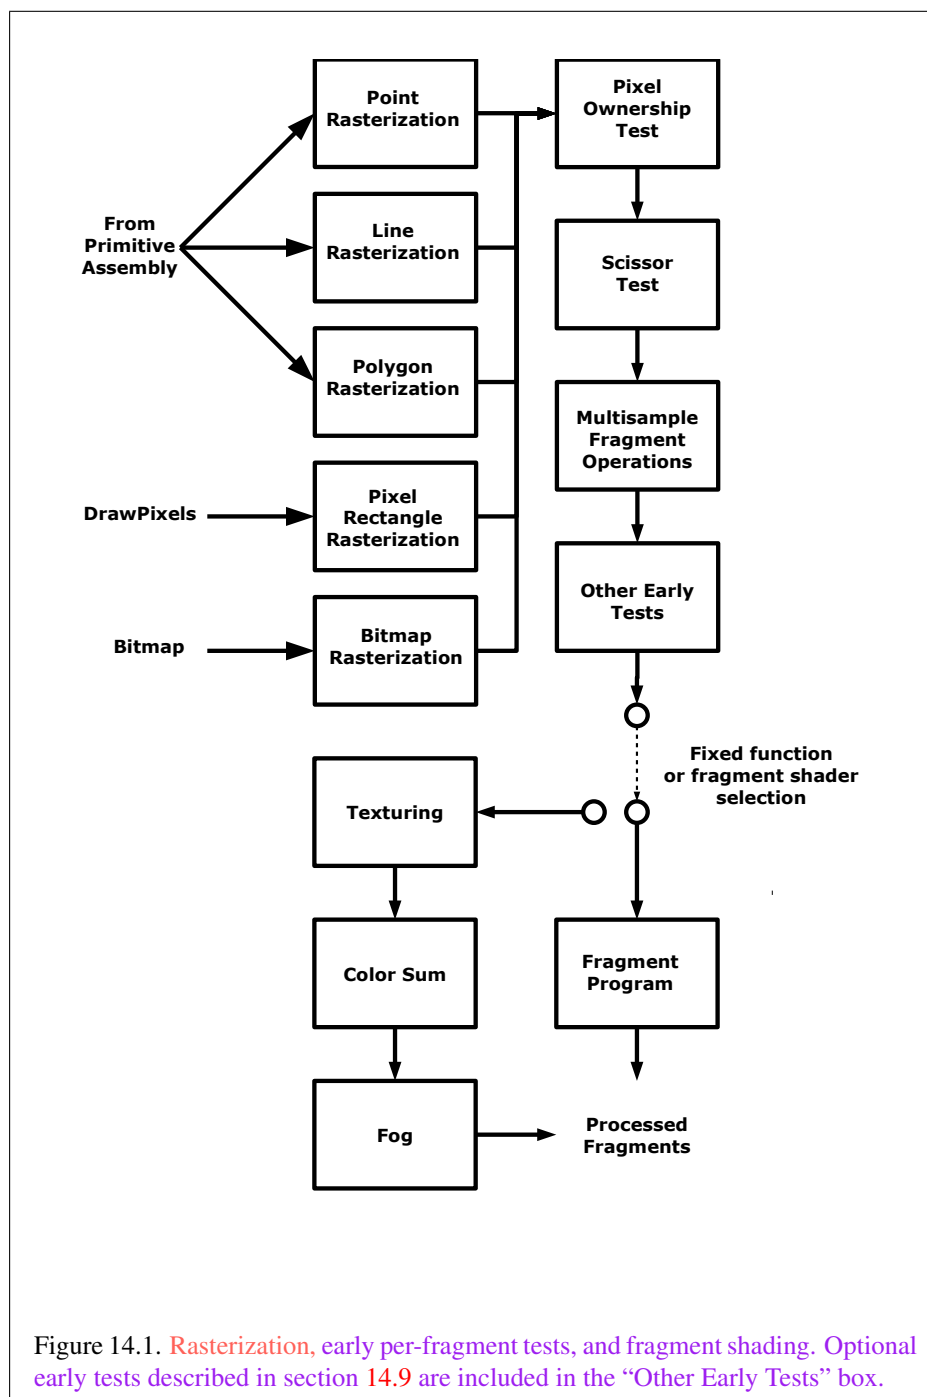 Point
Rasterization
Pixel
Ownership
Test
From
Primitive
Assembly
Line
Rasterization
Scissor
Test
Polygon
Rasterization
Multisample
Fragment
Operations
DrawPixels
Pixel
Rectangle
Rasterization
Other Early
Tests
Bitmap
Bitmap
Rasterization
Fixed function
or fragment shader
selection
Texturing
Color Sum
Fragment
Program
Fog
Processed
Fragments
Figure 14.1. Rasterization, early per-fragment tests, and fragment shading. Optional
early tests described in section 14.9 are included in the “Other Early Tests” box.